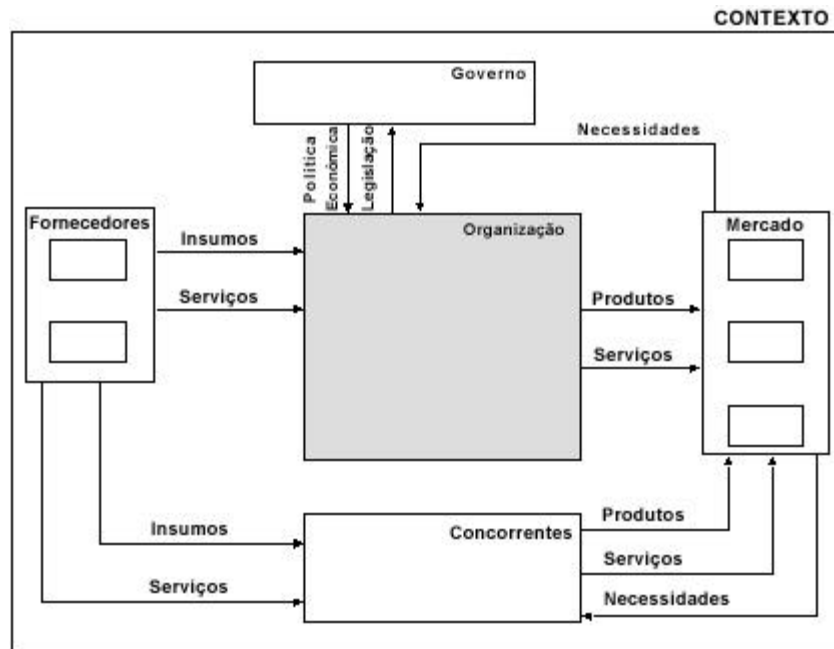 CONTEXTO
Governo
Política
Econômica
Legislação
Necessidades
Fornecedores
Insumos
Serviços
Organização
Mercado
Produtos
Serviços
Insumos
Serviços
Concorrentes
Produtos
Serviços
Necessidades